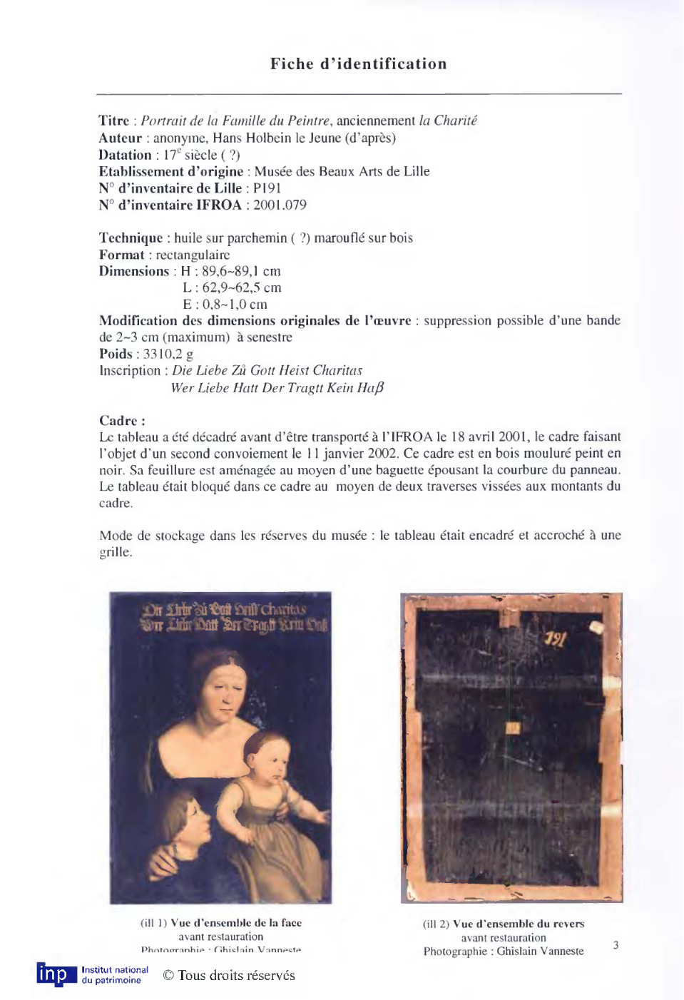 Fiche d'identification
Titre : Portrait de la Famille du Peintre, anciennement la Charité
Auteur : anonyme, Hans Holbein le Jeune (d'après)
Datation : 17e siècle ( ?)
Etablissement d'origine : Musée des Beaux Arts de Lille
N° d'inventaire de Lille : P191
N° d'inventaire IFROA : 2001.079
Technique : huile sur parchemin ( ?) marouflé sur bois
Format : rectangulaire
Dimensions : H : 89,6~89,1 cm
L : 62,9~62,5 cm
E : 0,8~1,0 cm
Modification des dimensions originales de l'œuvre : suppression possible d'une bande
de 2~3 cm (maximum) à senestre
Poids : 3310,2 g
Inscription : Die Liebe Zů Gott Heist Charitas
Wer Liebe Hatt Der Tragtt Kein Haβ
Cadre :
Le tableau a été décadré avant d'être transporté à l'IFROA le 18 avril 2001, le cadre faisant
l'objet d'un second convoiement le 11 janvier 2002. Ce cadre est en bois mouluré peint en
noir. Sa feuillure est aménagée au moyen d'une baguette épousant la courbure du panneau.
Le tableau était bloqué dans ce cadre au moyen de deux traverses vissées aux montants du
cadre.
Mode de stockage dans les réserves du musée : le tableau était encadré et accroché à une
grille.
Die Liebe Zů Gott Heist charitas
Wer Liebe Hatt Der Tragtt Kein Haß
191
(ill 1) Vue d'ensemble de la face
avant restauration
Photographie : Ghislain Vanneste
(ill 2) Vue d'ensemble du revers
avant restauration
Photographie : Ghislain Vanneste
3
inp Institut national
du patrimoine
© Tous droits réservés